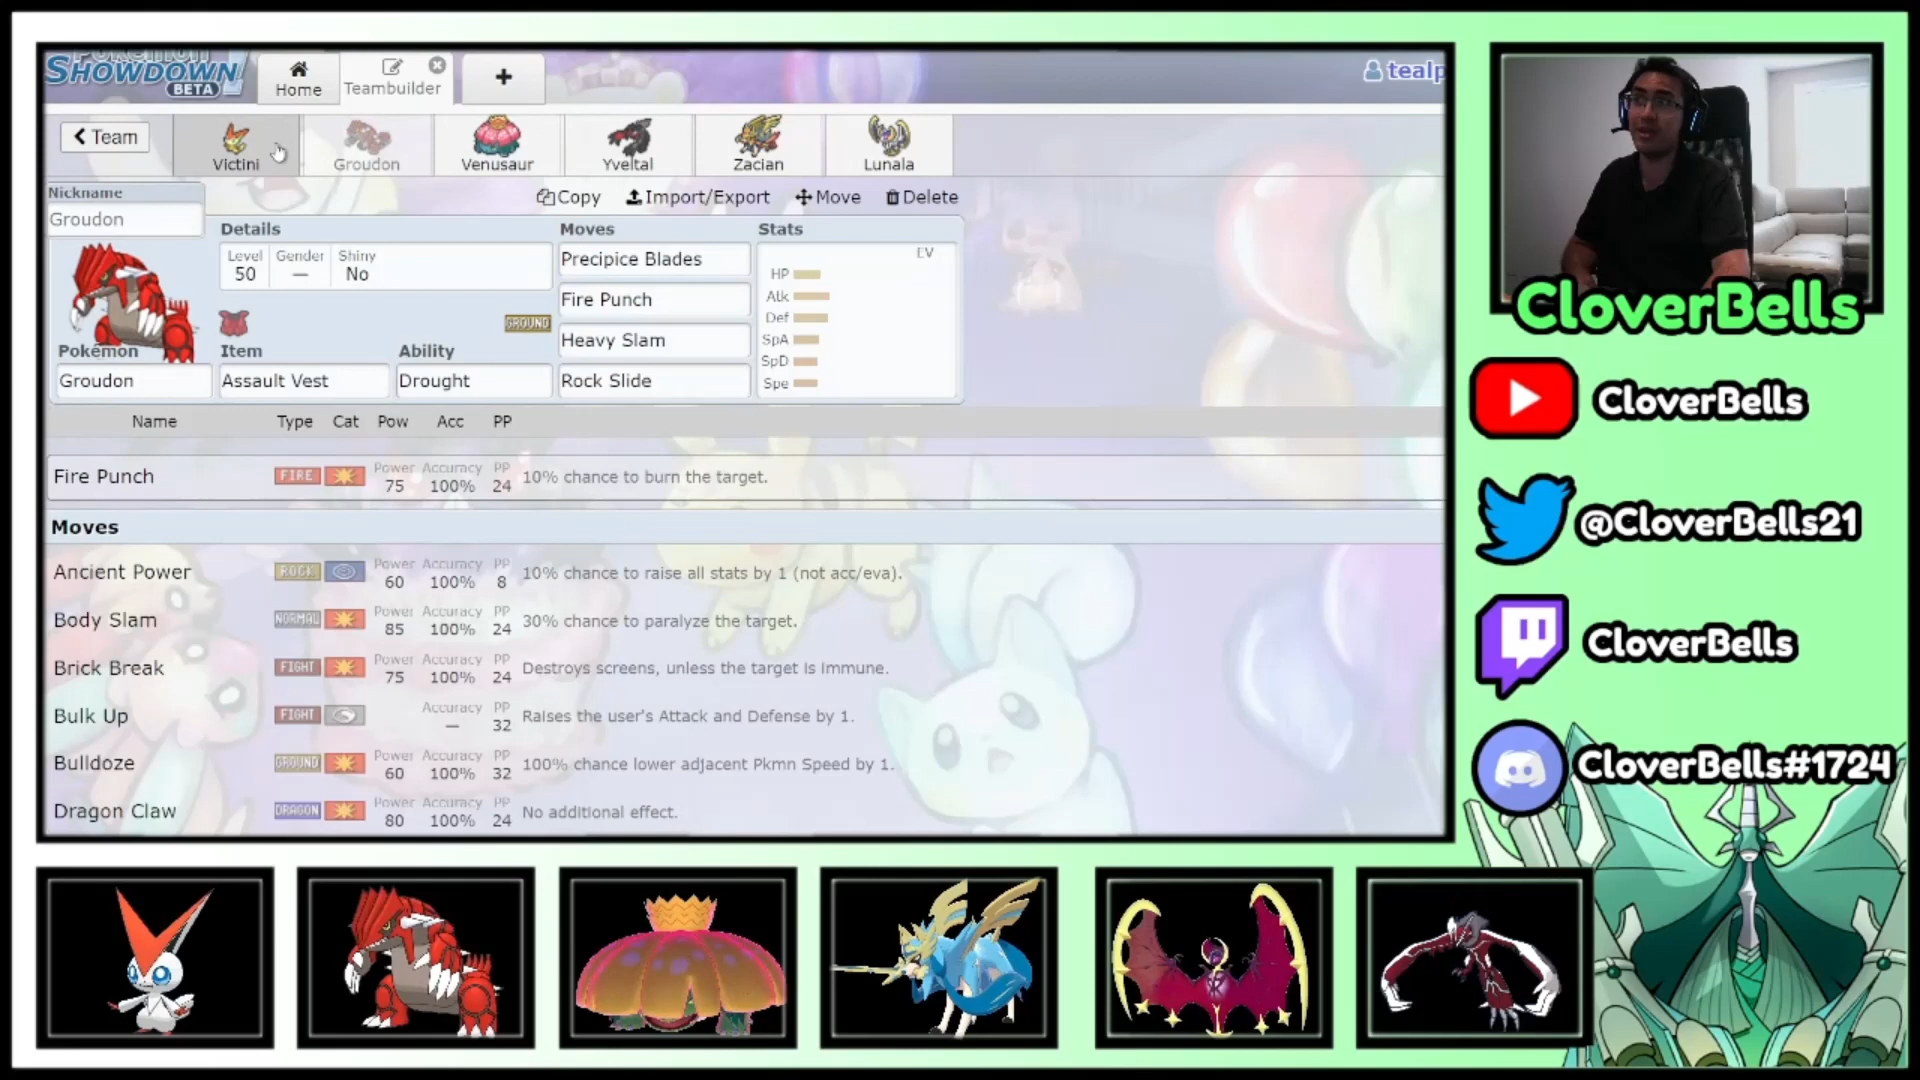 Pokémon
SHOWDOWN
BETA
Home
Teambuilder
tealp
Team
Victini
Groudon
Venusaur
Yveltal
Zacian
Lunala
Nickname
Groudon
Copy
Import/Export
Move
Delete
Details
Moves
Stats
Level
50
Gender
—
Shiny
No
Precipice Blades
Fire Punch
Heavy Slam
Rock Slide
EV
HP
Atk
Def
SpA
SpD
Spe
GROUND
Pokémon
Groudon
Item
Assault Vest
Ability
Drought
Name Type Cat Pow Acc PP
Fire Punch FIRE Power 75 Accuracy 100% PP 24 10% chance to burn the target.
Moves
Ancient Power ROCK Power 60 Accuracy 100% PP 8 10% chance to raise all stats by 1 (not acc/eva).
Body Slam NORMAL Power 85 Accuracy 100% PP 24 30% chance to paralyze the target.
Brick Break FIGHT Power 75 Accuracy 100% PP 24 Destroys screens, unless the target is immune.
Bulk Up FIGHT Accuracy — PP 32 Raises the user's Attack and Defense by 1.
Bulldoze GROUND Power 60 Accuracy 100% PP 32 100% chance lower adjacent Pkmn Speed by 1.
Dragon Claw DRAGON Power 80 Accuracy 100% PP 24 No additional effect.
CloverBells
CloverBells
@CloverBells21
CloverBells
CloverBells#1724